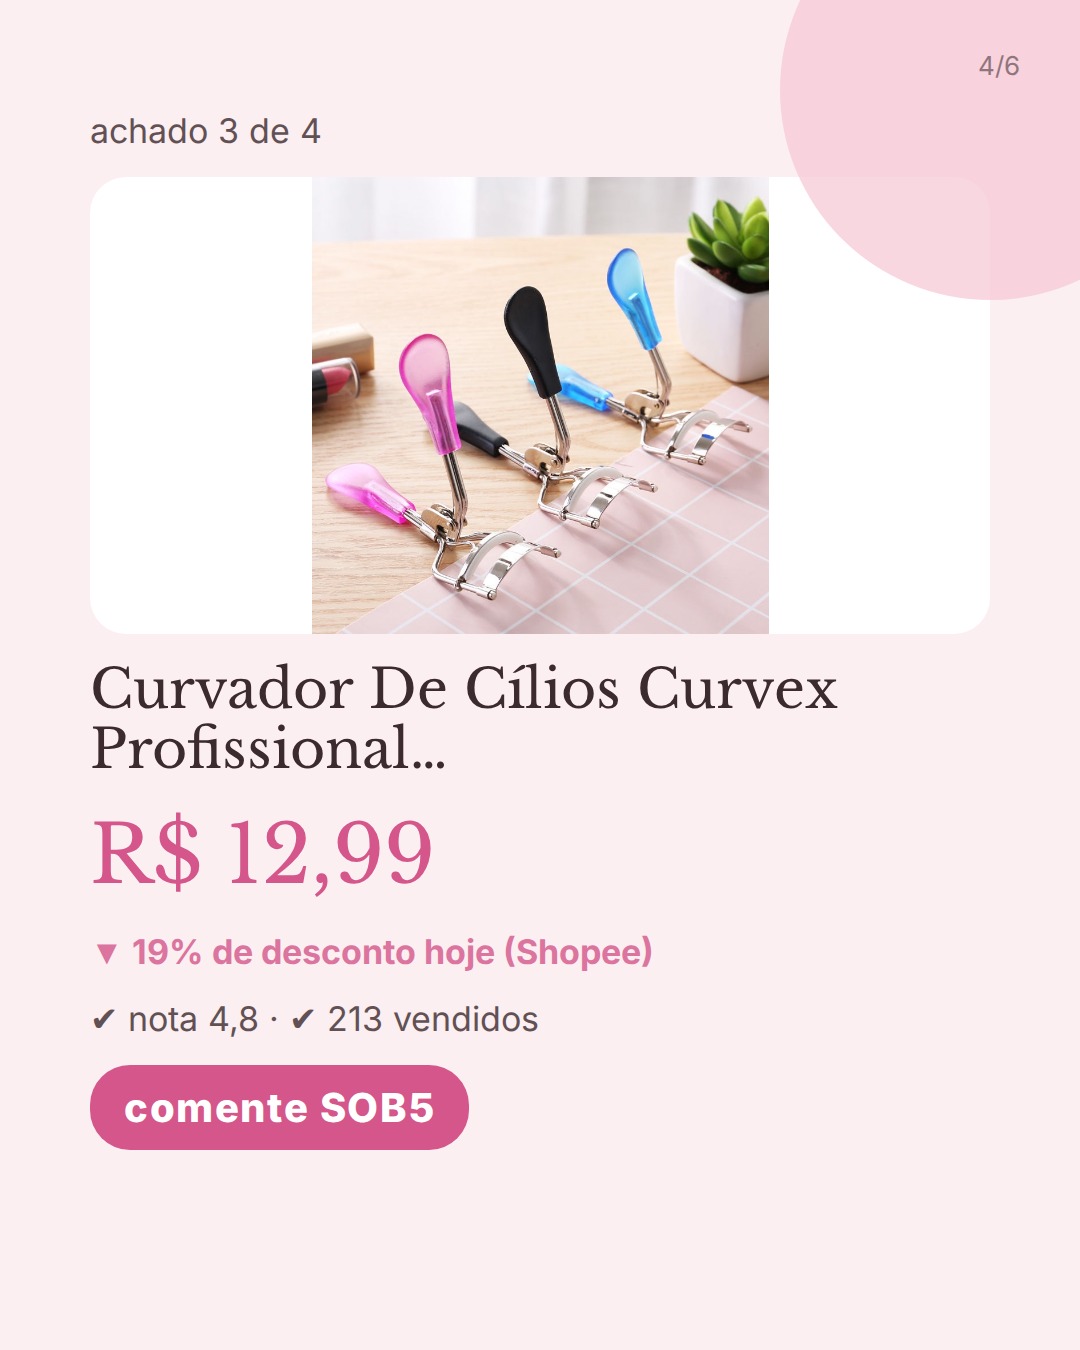 4/6
achado 3 de 4
Curvador De Cílios Curvex
Profissional...
R$ 12,99
▼ 19% de desconto hoje (Shopee)
✔ nota 4,8 · ✔ 213 vendidos
comente SOB5